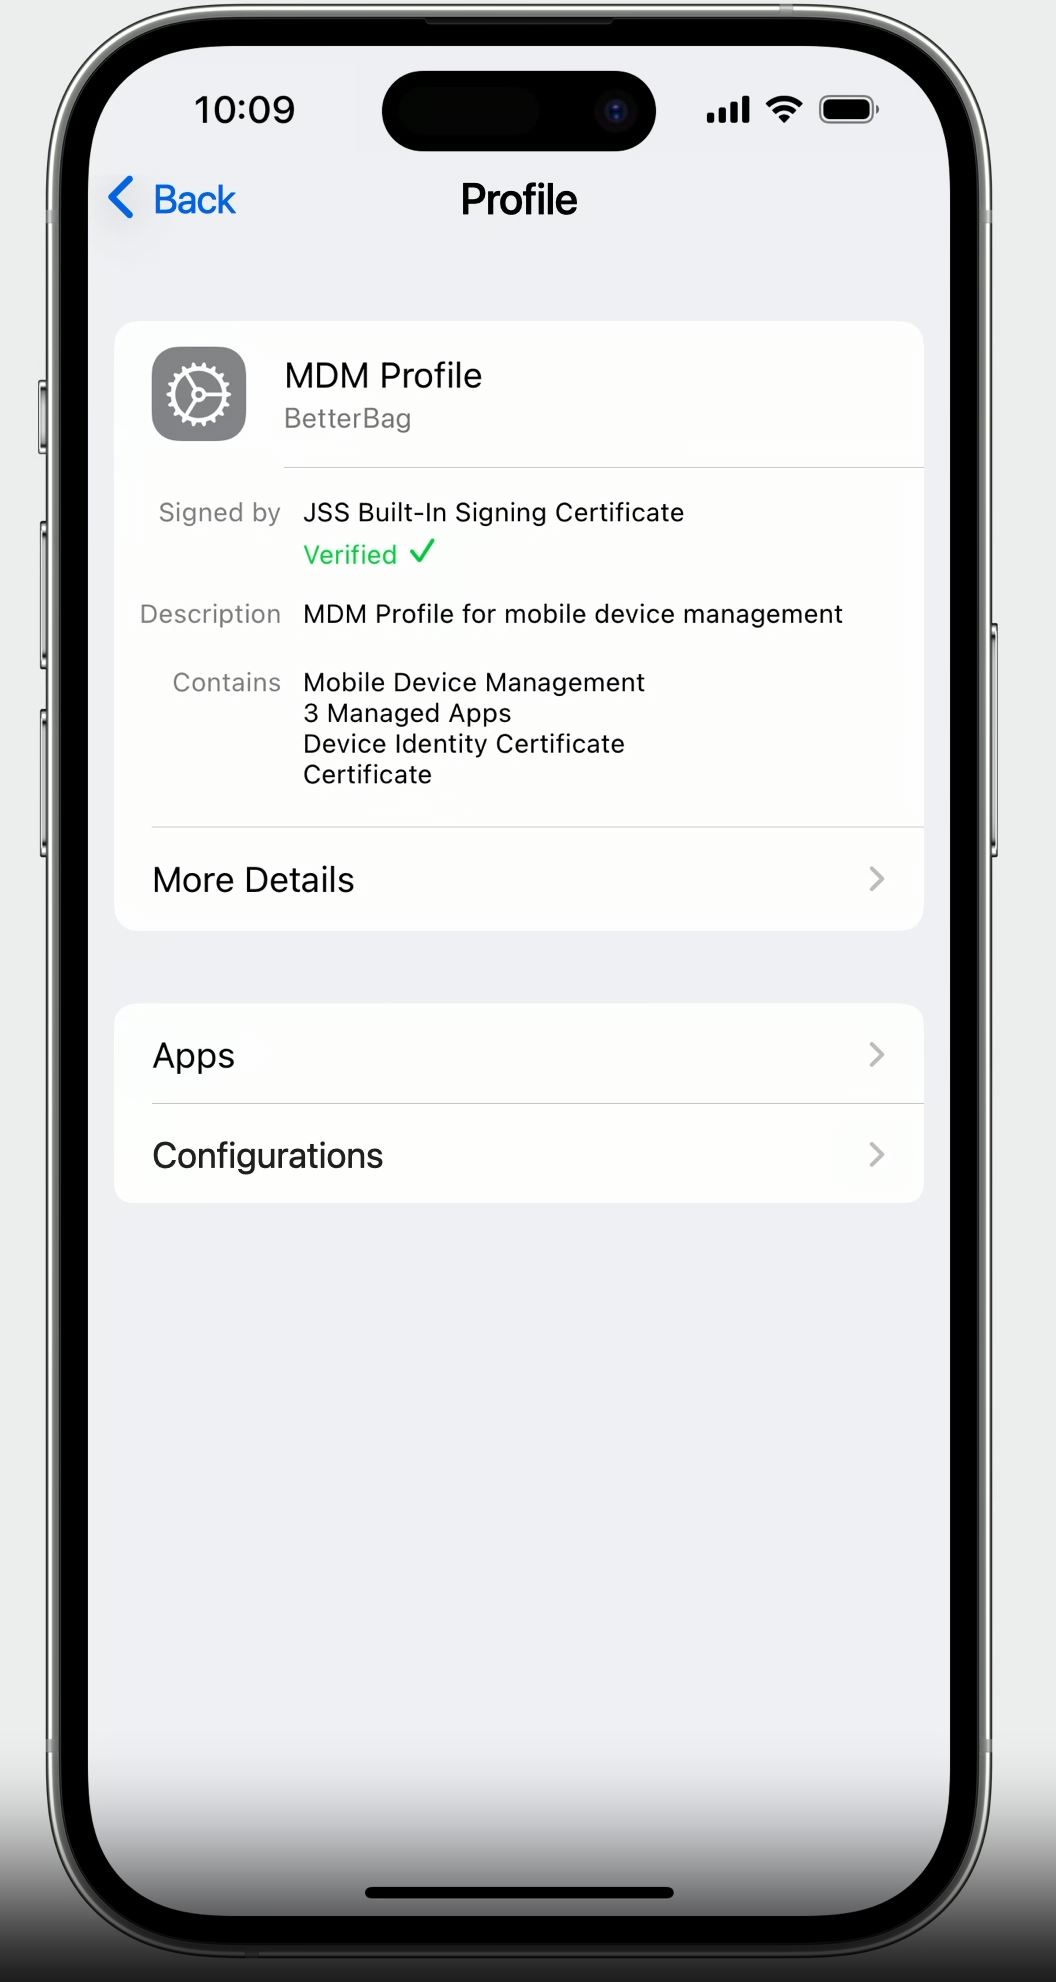 10:09
Back
Profile
MDM Profile
BetterBag
Signed by JSS Built-In Signing Certificate
Verified ✓
Description MDM Profile for mobile device management
Contains Mobile Device Management
3 Managed Apps
Device Identity Certificate
Certificate
More Details
Apps
Configurations